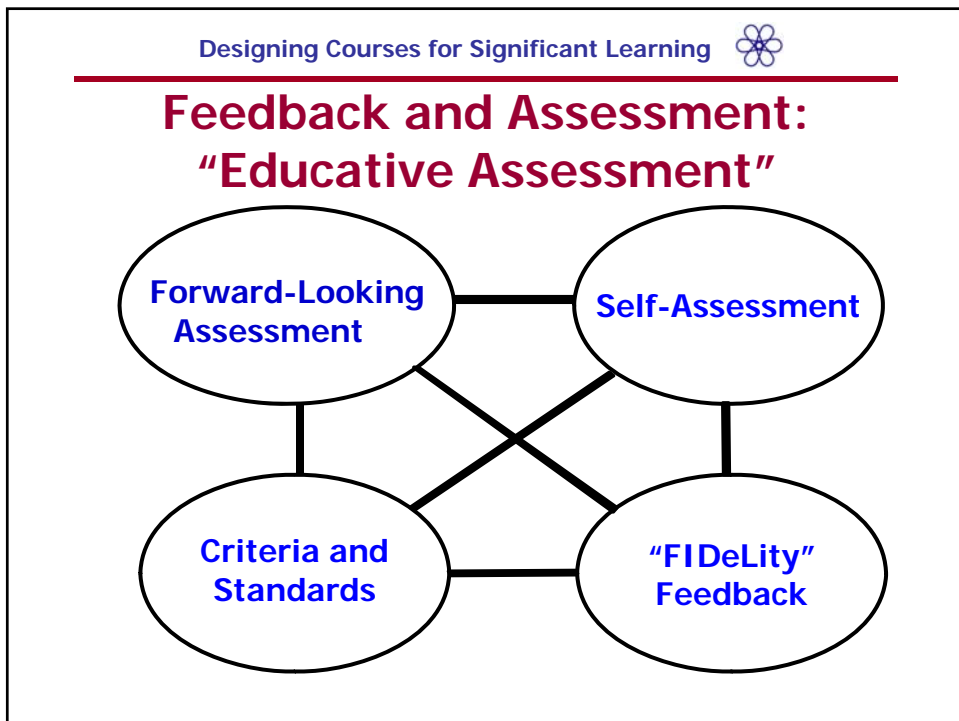 Designing Courses for Significant Learning
Feedback and Assessment:
“Educative Assessment”
Forward-Looking
Assessment
Self-Assessment
Criteria and
Standards
“FIDeLity”
Feedback